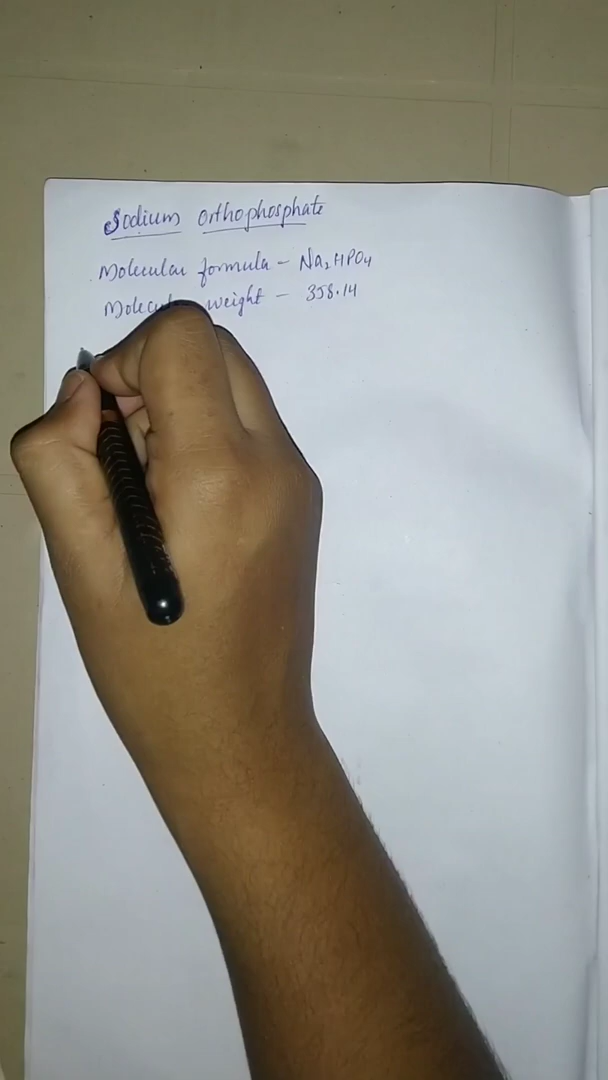 Sodium orthophosphate
Molecular formula - Na₂HPO₄
weight - 358.14